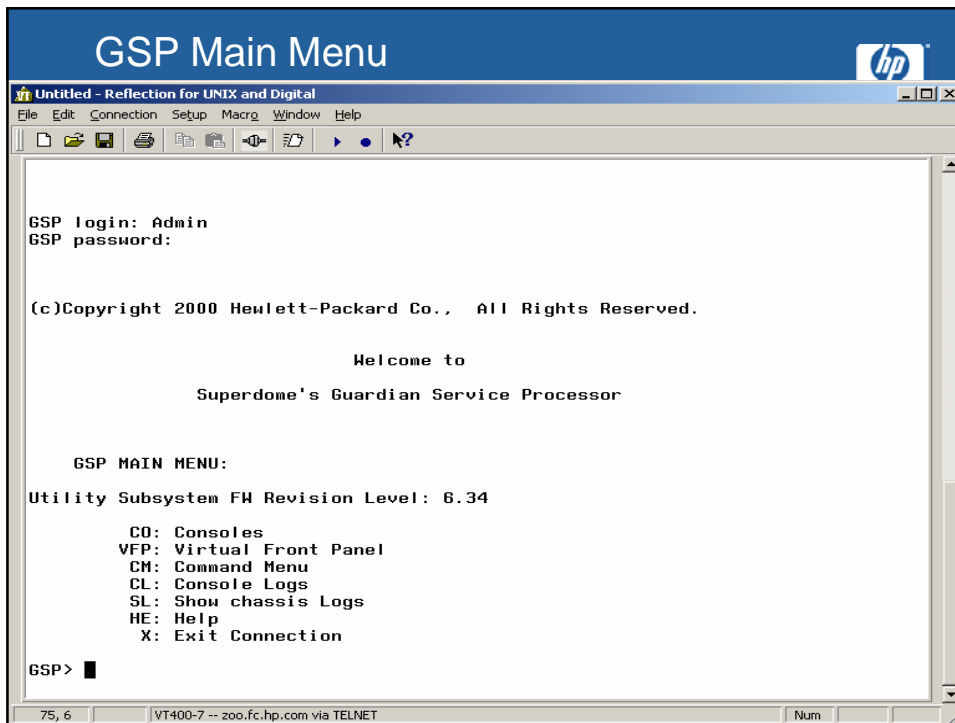 GSP Main Menu
hp
Untitled - Reflection for UNIX and Digital
File Edit Connection Setup Macro Window Help
GSP login: Admin
GSP password:
(c)Copyright 2000 Hewlett-Packard Co., All Rights Reserved.
Welcome to
Superdome's Guardian Service Processor
GSP MAIN MENU:
Utility Subsystem FW Revision Level: 6.34
CO: Consoles
VFP: Virtual Front Panel
CM: Command Menu
CL: Console Logs
SL: Show chassis Logs
HE: Help
X: Exit Connection
GSP>
75, 6 VT400-7 -- zoo.fc.hp.com via TELNET Num